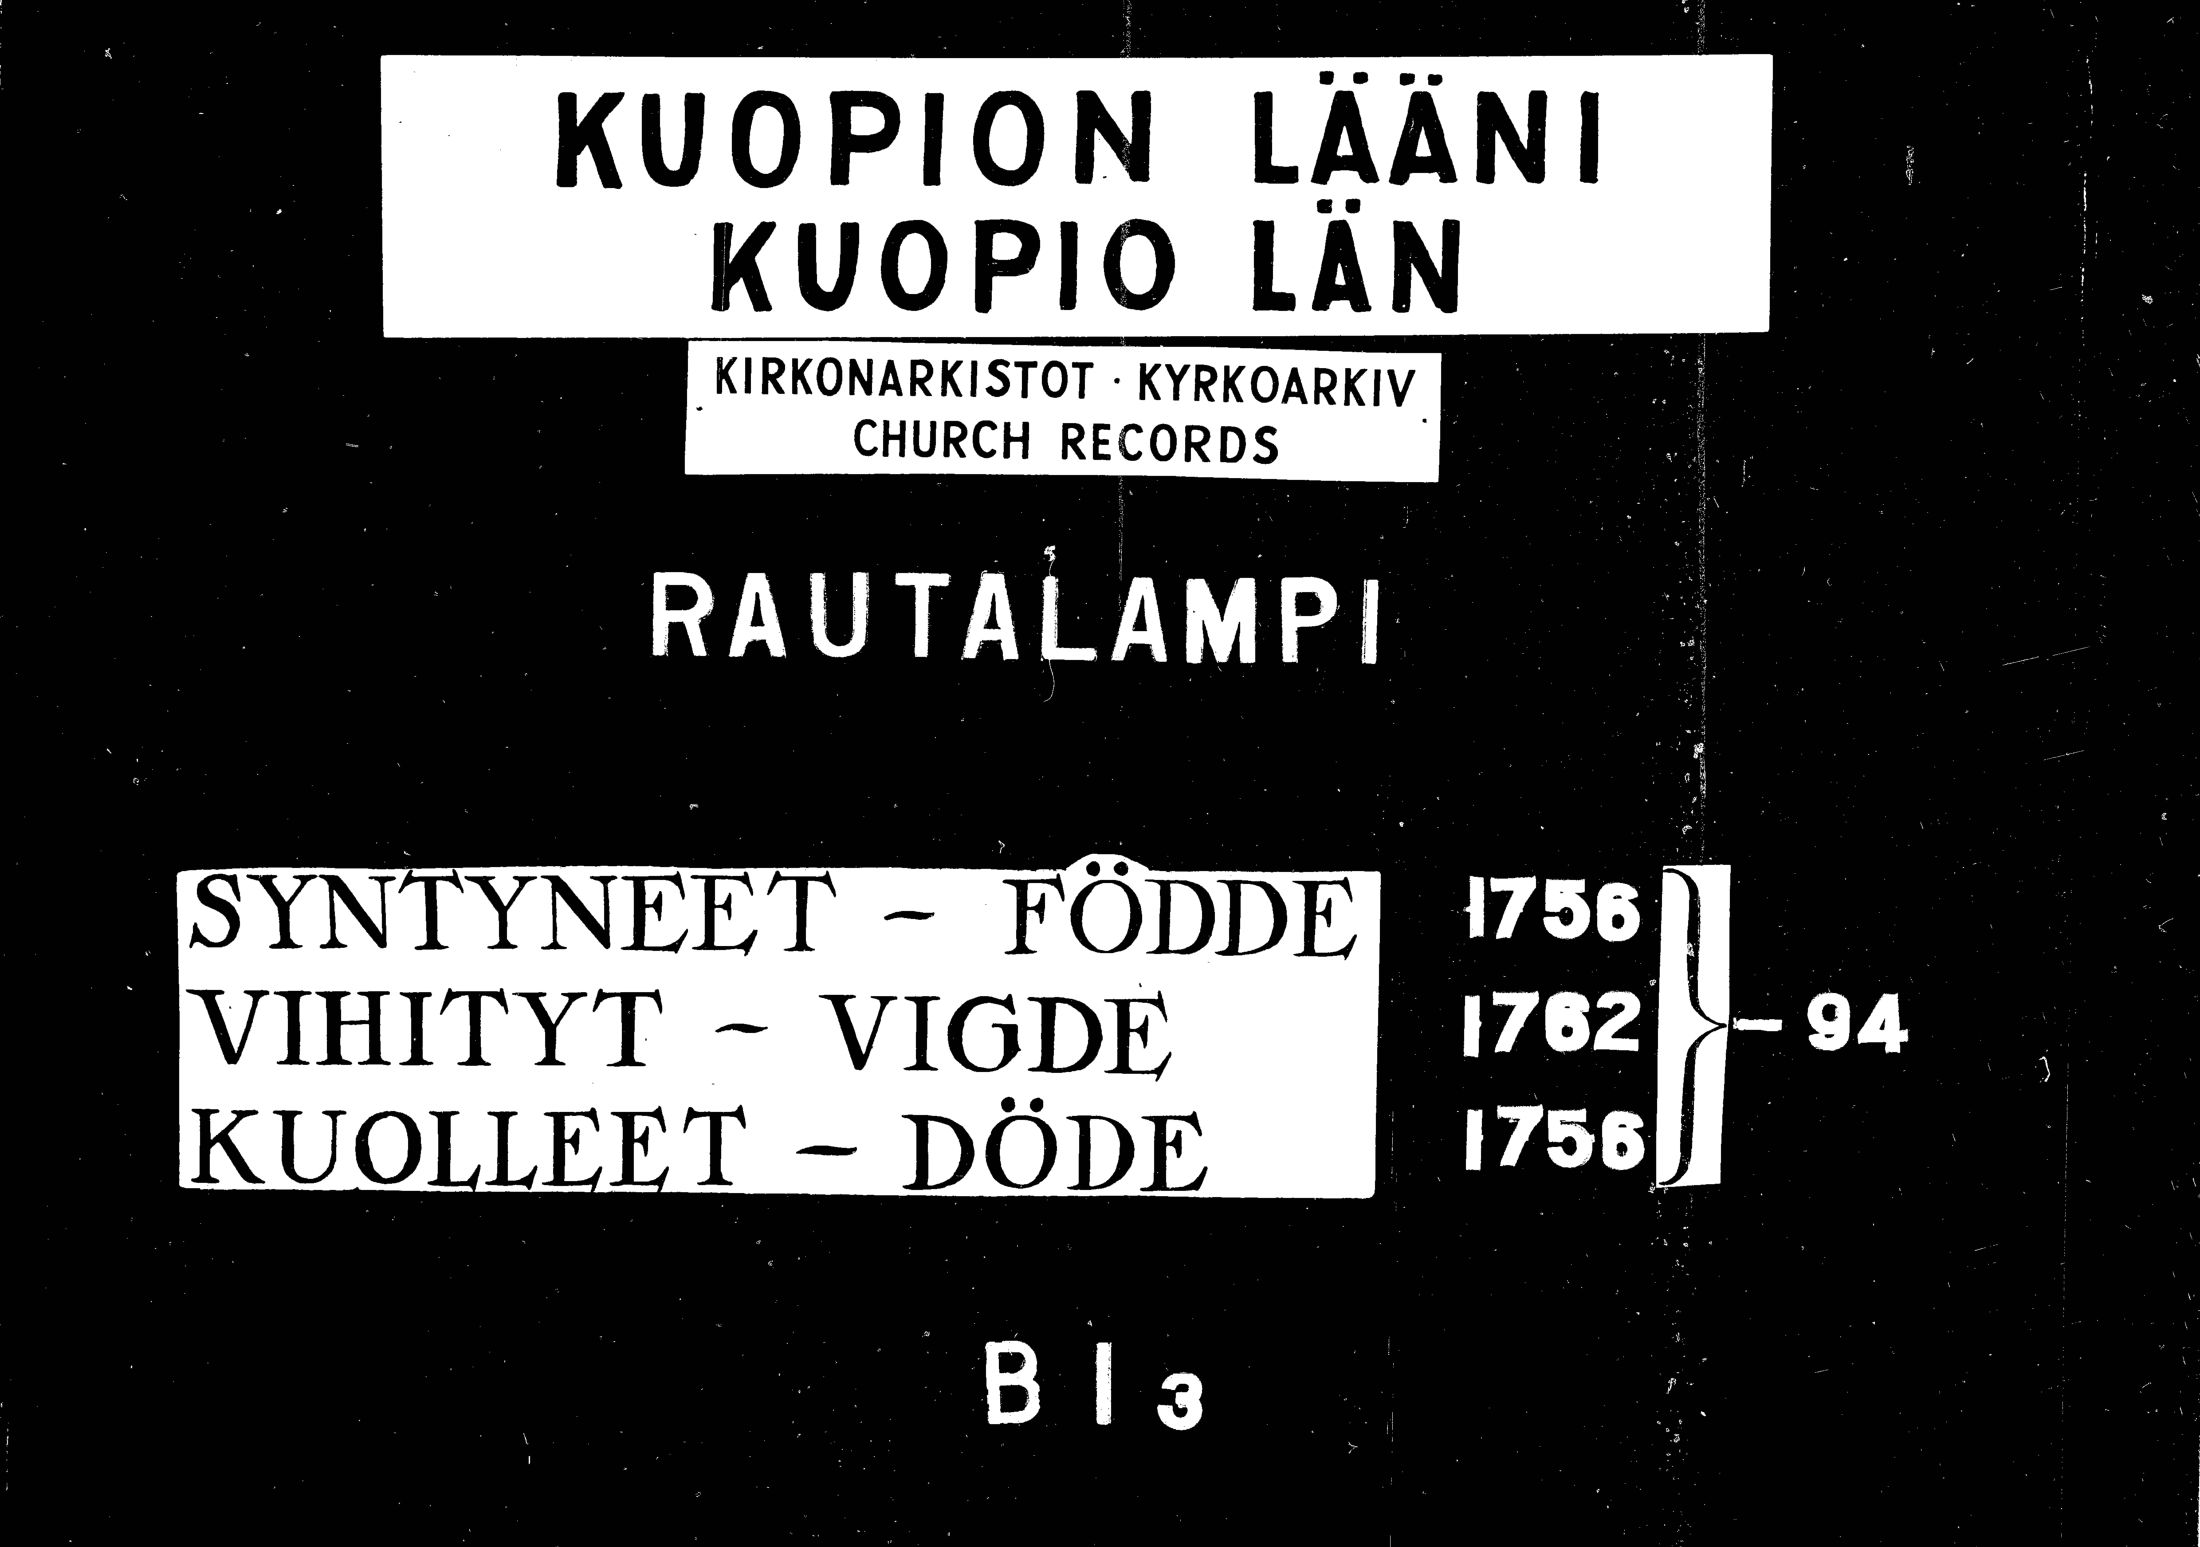 KUOPION LÄÄNI
KUOPIO LÄN
KIRKONARKISTOT · KYRKOARKIV
CHURCH RECORDS
RAUTALAMPI
SYNTYNEET - FÖDDE 1756
VIHITYT - VIGDE 1762 } - 94
KUOLLEET - DÖDE 1756
B I 3